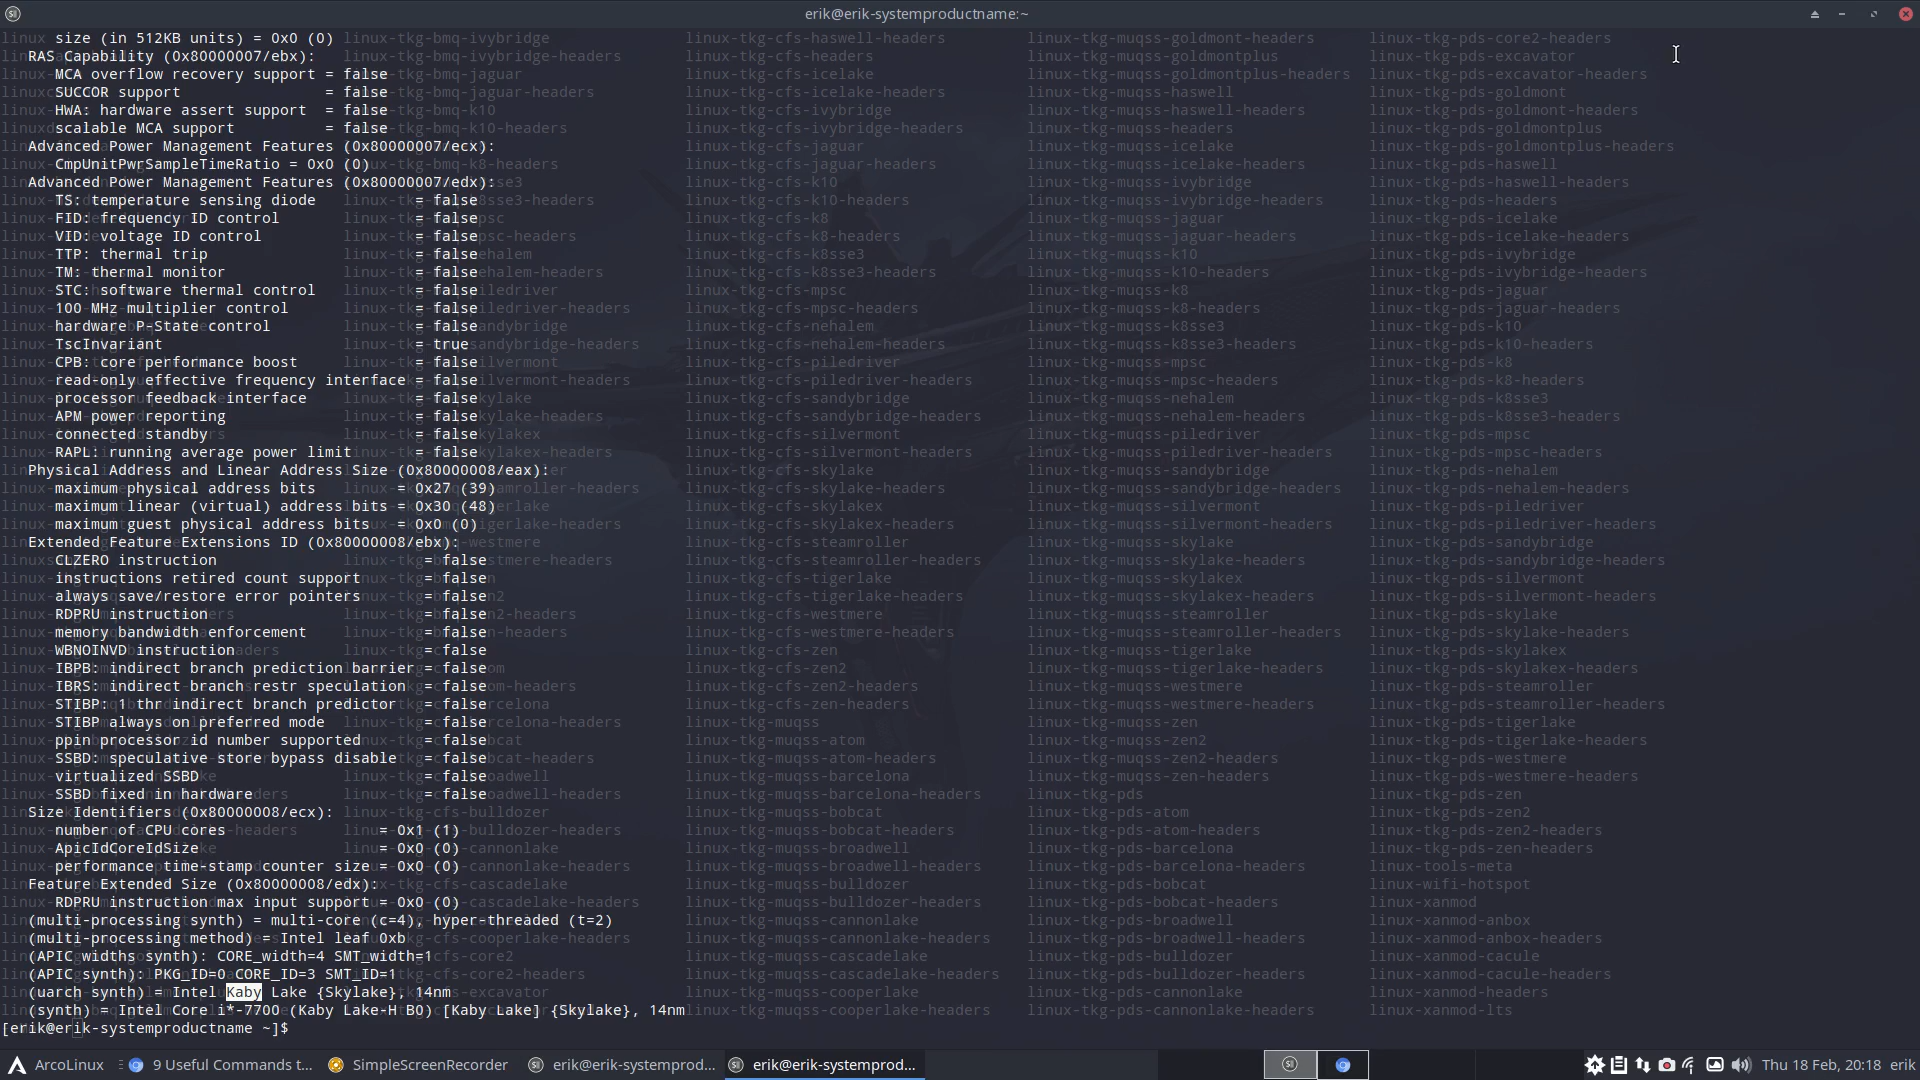 erik@erik-systemproductname:~
size (in 512KB units) = 0x0 (0)
RAS Capability (0x80000007/ebx):
MCA overflow recovery support = false
SUCCOR support = false
HWA: hardware assert support = false
scalable MCA support = false
Advanced Power Management Features (0x80000007/ecx):
CmpUnitPwrSampleTimeRatio = 0x0 (0)
Advanced Power Management Features (0x80000007/edx):
TS: temperature sensing diode = false
FID: frequency ID control = false
VID: voltage ID control = false
TTP: thermal trip = false
TM: thermal monitor = false
STC: software thermal control = false
100 MHz multiplier control = false
hardware P-State control = false
TscInvariant = true
CPB: core performance boost = false
read-only effective frequency interface = false
processor feedback interface = false
APM power reporting = false
connected standby = false
RAPL: running average power limit = false
Physical Address and Linear Address Size (0x80000008/eax):
maximum physical address bits = 0x27 (39)
maximum linear (virtual) address bits = 0x30 (48)
maximum guest physical address bits = 0x0 (0)
Extended Feature Extensions ID (0x80000008/ebx):
CLZERO instruction = false
instructions retired count support = false
always save/restore error pointers = false
RDPRU instruction = false
memory bandwidth enforcement = false
WBNOINVD instruction = false
IBPB: indirect branch prediction barrier = false
IBRS: indirect branch restr speculation = false
STIBP: 1 thr indirect branch predictor = false
STIBP always on preferred mode = false
ppin processor id number supported = false
SSBD: speculative store bypass disable = false
virtualized SSBD = false
SSBD fixed in hardware = false
Size Identifiers (0x80000008/ecx):
number of CPU cores = 0x1 (1)
ApicIdCoreIdSize = 0x0 (0)
performance time-stamp counter size = 0x0 (0)
Feature Extended Size (0x80000008/edx):
RDPRU instruction max input support = 0x0 (0)
(multi-processing synth) = multi-core (c=4), hyper-threaded (t=2)
(multi-processing method) = Intel leaf 0xb
(APIC widths synth): CORE_width=4 SMT_width=1
(APIC synth): PKG_ID=0 CORE_ID=3 SMT_ID=1
(uarch synth) = Intel Kaby Lake {Skylake}, 14nm
(synth) = Intel Core i*-7700 (Kaby Lake-H B0) [Kaby Lake] {Skylake}, 14nm
[erik@erik-systemproductname ~]$
linux-tkg-bmq-ivybridge
linux-tkg-bmq-ivybridge-headers
linux-tkg-cfs-haswell-headers
linux-tkg-cfs-headers
linux-tkg-cfs-icelake
linux-tkg-cfs-icelake-headers
linux-tkg-cfs-ivybridge
linux-tkg-cfs-ivybridge-headers
linux-tkg-cfs-jaguar
linux-tkg-cfs-jaguar-headers
linux-tkg-cfs-k10
linux-tkg-cfs-k10-headers
linux-tkg-cfs-k8
linux-tkg-cfs-k8-headers
linux-tkg-cfs-k8sse3
linux-tkg-cfs-k8sse3-headers
linux-tkg-cfs-mpsc
linux-tkg-cfs-mpsc-headers
linux-tkg-cfs-nehalem
linux-tkg-cfs-nehalem-headers
linux-tkg-cfs-piledriver
linux-tkg-cfs-piledriver-headers
linux-tkg-cfs-sandybridge
linux-tkg-cfs-sandybridge-headers
linux-tkg-cfs-silvermont
linux-tkg-cfs-silvermont-headers
linux-tkg-cfs-skylake
linux-tkg-cfs-skylake-headers
linux-tkg-cfs-skylakex
linux-tkg-cfs-skylakex-headers
linux-tkg-cfs-steamroller
linux-tkg-cfs-steamroller-headers
linux-tkg-cfs-tigerlake
linux-tkg-cfs-tigerlake-headers
linux-tkg-cfs-westmere
linux-tkg-cfs-westmere-headers
linux-tkg-cfs-zen
linux-tkg-cfs-zen2
linux-tkg-cfs-zen2-headers
linux-tkg-cfs-zen-headers
linux-tkg-muqss
linux-tkg-muqss-atom
linux-tkg-muqss-atom-headers
linux-tkg-muqss-barcelona
linux-tkg-muqss-barcelona-headers
linux-tkg-muqss-bobcat
linux-tkg-muqss-bobcat-headers
linux-tkg-muqss-broadwell
linux-tkg-muqss-broadwell-headers
linux-tkg-muqss-bulldozer
linux-tkg-muqss-bulldozer-headers
linux-tkg-muqss-cannonlake
linux-tkg-muqss-cannonlake-headers
linux-tkg-muqss-cascadelake
linux-tkg-muqss-cascadelake-headers
linux-tkg-muqss-cooperlake
linux-tkg-muqss-cooperlake-headers
linux-tkg-muqss-goldmont-headers
linux-tkg-muqss-goldmontplus
linux-tkg-muqss-goldmontplus-headers
linux-tkg-muqss-haswell
linux-tkg-muqss-haswell-headers
linux-tkg-muqss-headers
linux-tkg-muqss-icelake
linux-tkg-muqss-icelake-headers
linux-tkg-muqss-ivybridge
linux-tkg-muqss-ivybridge-headers
linux-tkg-muqss-jaguar
linux-tkg-muqss-jaguar-headers
linux-tkg-muqss-k10
linux-tkg-muqss-k10-headers
linux-tkg-muqss-k8
linux-tkg-muqss-k8-headers
linux-tkg-muqss-k8sse3
linux-tkg-muqss-k8sse3-headers
linux-tkg-muqss-mpsc
linux-tkg-muqss-mpsc-headers
linux-tkg-muqss-nehalem
linux-tkg-muqss-nehalem-headers
linux-tkg-muqss-piledriver
linux-tkg-muqss-piledriver-headers
linux-tkg-muqss-sandybridge
linux-tkg-muqss-sandybridge-headers
linux-tkg-muqss-silvermont
linux-tkg-muqss-silvermont-headers
linux-tkg-muqss-skylake
linux-tkg-muqss-skylake-headers
linux-tkg-muqss-skylakex
linux-tkg-muqss-skylakex-headers
linux-tkg-muqss-steamroller
linux-tkg-muqss-steamroller-headers
linux-tkg-muqss-tigerlake
linux-tkg-muqss-tigerlake-headers
linux-tkg-muqss-westmere
linux-tkg-muqss-westmere-headers
linux-tkg-muqss-zen
linux-tkg-muqss-zen2
linux-tkg-muqss-zen2-headers
linux-tkg-muqss-zen-headers
linux-tkg-pds
linux-tkg-pds-atom
linux-tkg-pds-atom-headers
linux-tkg-pds-barcelona
linux-tkg-pds-barcelona-headers
linux-tkg-pds-bobcat
linux-tkg-pds-bobcat-headers
linux-tkg-pds-broadwell
linux-tkg-pds-broadwell-headers
linux-tkg-pds-bulldozer
linux-tkg-pds-bulldozer-headers
linux-tkg-pds-cannonlake
linux-tkg-pds-cannonlake-headers
linux-tkg-pds-core2-headers
linux-tkg-pds-excavator
linux-tkg-pds-excavator-headers
linux-tkg-pds-goldmont
linux-tkg-pds-goldmont-headers
linux-tkg-pds-goldmontplus
linux-tkg-pds-goldmontplus-headers
linux-tkg-pds-haswell
linux-tkg-pds-haswell-headers
linux-tkg-pds-headers
linux-tkg-pds-icelake
linux-tkg-pds-icelake-headers
linux-tkg-pds-ivybridge
linux-tkg-pds-ivybridge-headers
linux-tkg-pds-jaguar
linux-tkg-pds-jaguar-headers
linux-tkg-pds-k10
linux-tkg-pds-k10-headers
linux-tkg-pds-k8
linux-tkg-pds-k8-headers
linux-tkg-pds-k8sse3
linux-tkg-pds-k8sse3-headers
linux-tkg-pds-mpsc
linux-tkg-pds-mpsc-headers
linux-tkg-pds-nehalem
linux-tkg-pds-nehalem-headers
linux-tkg-pds-piledriver
linux-tkg-pds-piledriver-headers
linux-tkg-pds-sandybridge
linux-tkg-pds-sandybridge-headers
linux-tkg-pds-silvermont
linux-tkg-pds-silvermont-headers
linux-tkg-pds-skylake
linux-tkg-pds-skylake-headers
linux-tkg-pds-skylakex
linux-tkg-pds-skylakex-headers
linux-tkg-pds-steamroller
linux-tkg-pds-steamroller-headers
linux-tkg-pds-tigerlake
linux-tkg-pds-tigerlake-headers
linux-tkg-pds-westmere
linux-tkg-pds-westmere-headers
linux-tkg-pds-zen
linux-tkg-pds-zen2
linux-tkg-pds-zen2-headers
linux-tkg-pds-zen-headers
linux-tools-meta
linux-wifi-hotspot
linux-xanmod
linux-xanmod-anbox
linux-xanmod-anbox-headers
linux-xanmod-cacule
linux-xanmod-cacule-headers
linux-xanmod-headers
linux-xanmod-lts
ArcoLinux
9 Useful Commands t...
SimpleScreenRecorder
erik@erik-systemprod...
erik@erik-systemprod...
Thu 18 Feb, 20:18 erik